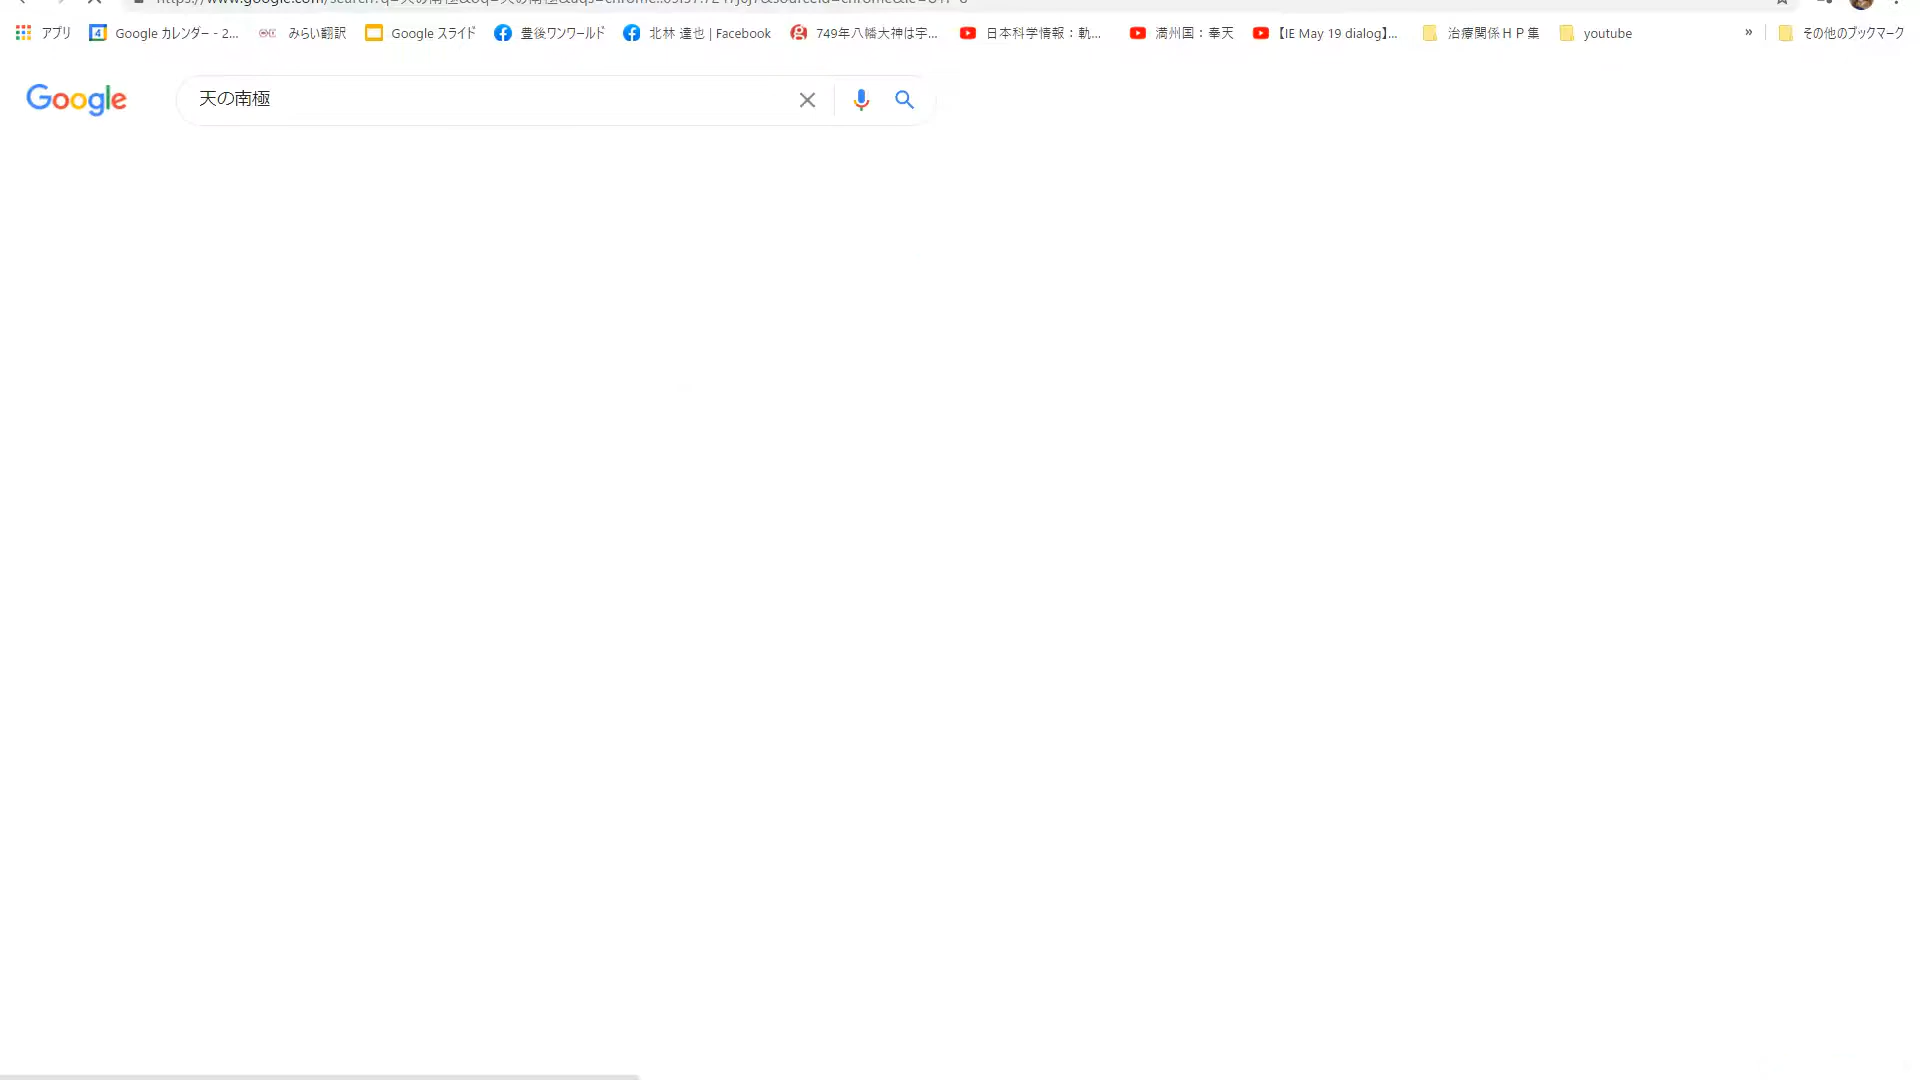 アプリ Google カレンダー - 2... みらい翻訳 Google スライド 豊後ワンワールド 北林 達也 | Facebook 749年八幡大神は宇... 日本科学情報：軌... 満州国：奉天 【IE May 19 dialog】... 治療関係ＨＰ集 youtube » その他のブックマーク
Google 天の南極